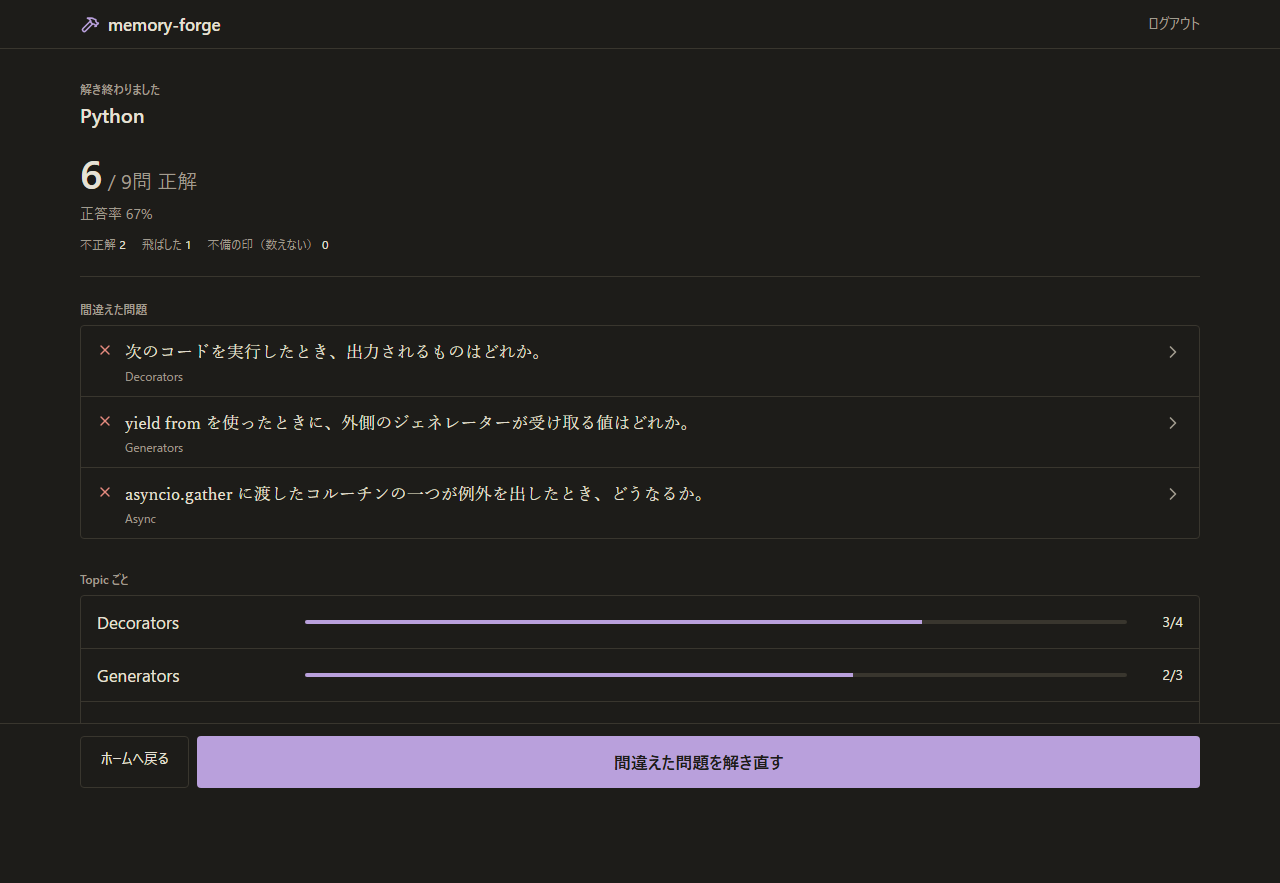 memory-forge
ログアウト
解き終わりました
Python
6 / 9問 正解
正答率 67%
不正解 2 飛ばした 1 不備の印（数えない） 0
間違えた問題
次のコードを実行したとき、出力されるものはどれか。
Decorators
yield from を使ったときに、外側のジェネレーターが受け取る値はどれか。
Generators
asyncio.gather に渡したコルーチンの一つが例外を出したとき、どうなるか。
Async
Topic ごと
Decorators 3/4
Generators 2/3
ホームへ戻る
間違えた問題を解き直す